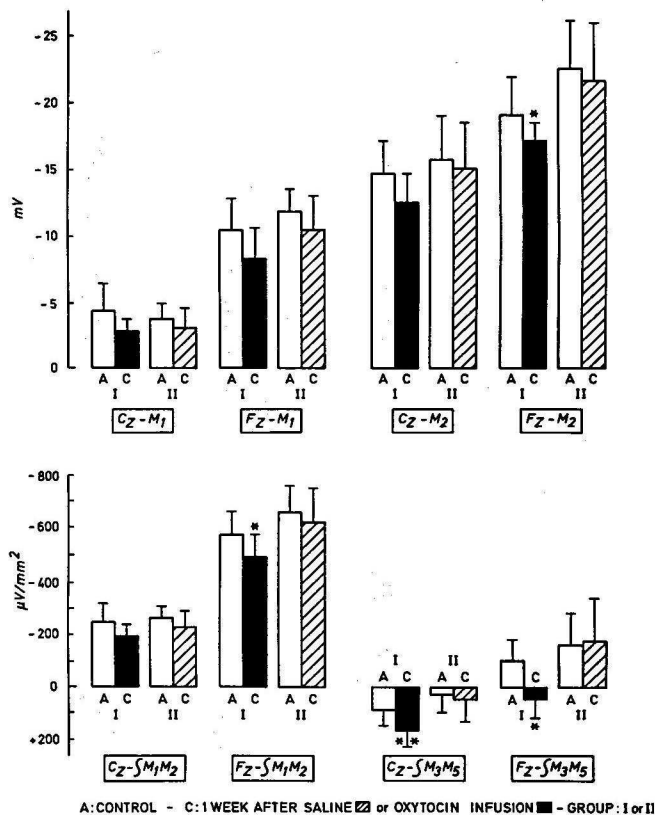 - 25
- 20
- 15
mV
- 10
- 5
0
*
A C A C A C A C A C A C A C A C
I II I II I II I II
CZ - M1 FZ - M1 CZ - M2 FZ - M2
- 800
- 600
- 400
µV/mm2
- 200
0
+ 200
*
I II
A C A C
A C A C A C A C A C A C
I II I II I II
** *
CZ - ∫M1M2 FZ - ∫M1M2 CZ - ∫M3M5 FZ - ∫M3M5
A: CONTROL - C: 1 WEEK AFTER SALINE or OXYTOCIN INFUSION - GROUP: I or II